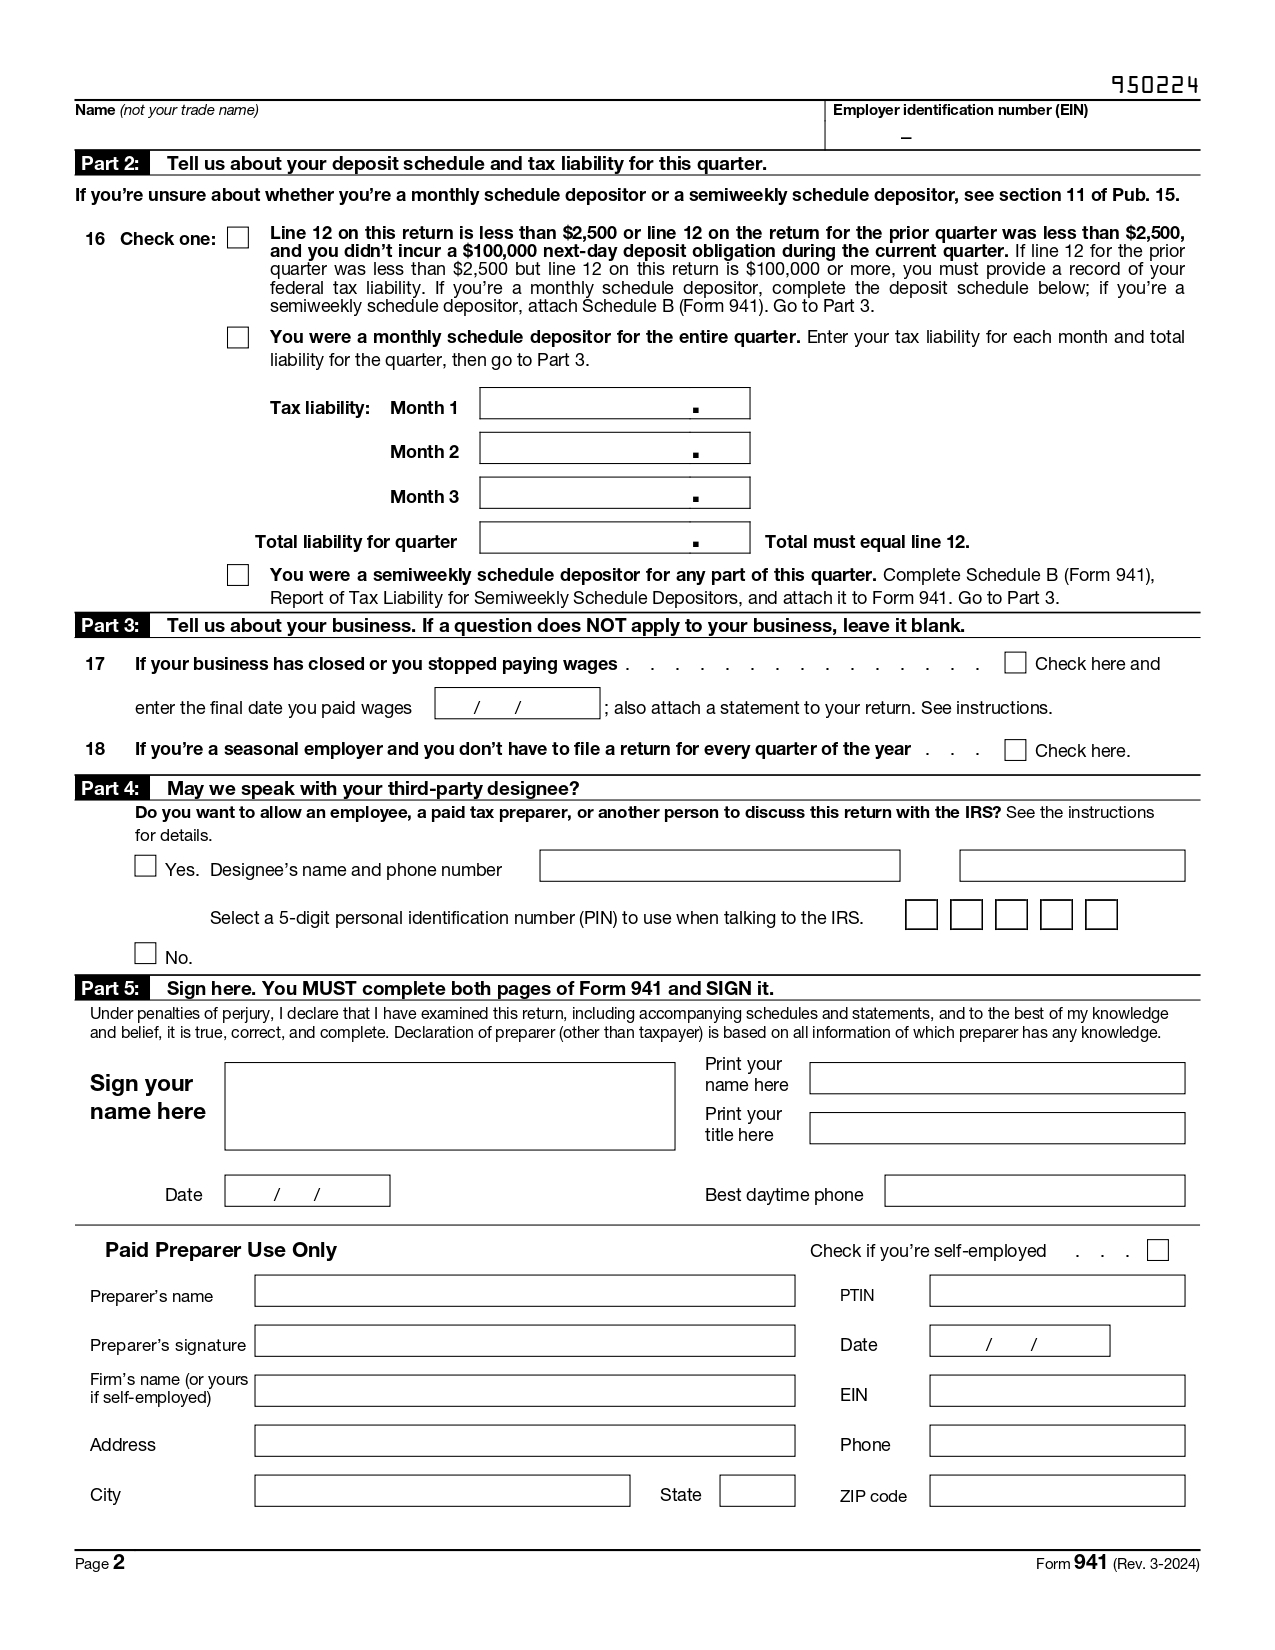 950224
Name (not your trade name) Employer identification number (EIN)
–
Part 2: Tell us about your deposit schedule and tax liability for this quarter.
If you’re unsure about whether you’re a monthly schedule depositor or a semiweekly schedule depositor, see section 11 of Pub. 15.
16 Check one: Line 12 on this return is less than $2,500 or line 12 on the return for the prior quarter was less than $2,500,
and you didn’t incur a $100,000 next-day deposit obligation during the current quarter. If line 12 for the prior
quarter was less than $2,500 but line 12 on this return is $100,000 or more, you must provide a record of your
federal tax liability. If you’re a monthly schedule depositor, complete the deposit schedule below; if you’re a
semiweekly schedule depositor, attach Schedule B (Form 941). Go to Part 3.
You were a monthly schedule depositor for the entire quarter. Enter your tax liability for each month and total
liability for the quarter, then go to Part 3.
Tax liability: Month 1 .
Month 2 .
Month 3 .
Total liability for quarter . Total must equal line 12.
You were a semiweekly schedule depositor for any part of this quarter. Complete Schedule B (Form 941),
Report of Tax Liability for Semiweekly Schedule Depositors, and attach it to Form 941. Go to Part 3.
Part 3: Tell us about your business. If a question does NOT apply to your business, leave it blank.
17 If your business has closed or you stopped paying wages . . . . . . . . . . . . . . . Check here and
enter the final date you paid wages / / ; also attach a statement to your return. See instructions.
18 If you’re a seasonal employer and you don’t have to file a return for every quarter of the year . . . Check here.
Part 4: May we speak with your third-party designee?
Do you want to allow an employee, a paid tax preparer, or another person to discuss this return with the IRS? See the instructions
for details.
Yes. Designee’s name and phone number
Select a 5-digit personal identification number (PIN) to use when talking to the IRS.
No.
Part 5: Sign here. You MUST complete both pages of Form 941 and SIGN it.
Under penalties of perjury, I declare that I have examined this return, including accompanying schedules and statements, and to the best of my knowledge
and belief, it is true, correct, and complete. Declaration of preparer (other than taxpayer) is based on all information of which preparer has any knowledge.
Sign your
name here
Print your
name here
Print your
title here
Date / / Best daytime phone
Paid Preparer Use Only Check if you’re self-employed . . .
Preparer’s name PTIN
Preparer’s signature Date / /
Firm’s name (or yours
if self-employed) EIN
Address Phone
City State ZIP code
Page 2 Form 941 (Rev. 3-2024)